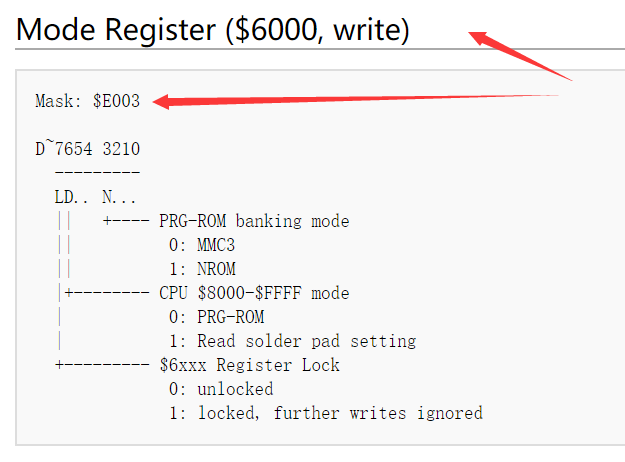 Mode Register ($6000, write)
Mask: $E003
D~7654 3210
---------
LD.. N...
||   +---- PRG-ROM banking mode
||          0: MMC3
||          1: NROM
|+-------- CPU $8000-$FFFF mode
|           0: PRG-ROM
|           1: Read solder pad setting
+--------- $6xxx Register Lock
0: unlocked
1: locked, further writes ignored